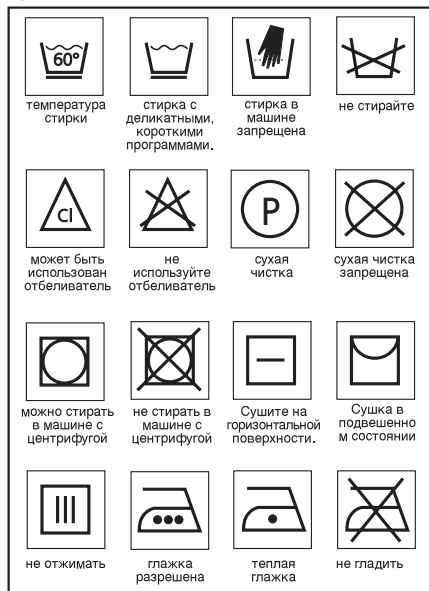 60°
температура
стирки
стирка с
деликатными,
короткими
программами.
стирка в
машине
запрещена
не стирайте
Cl
может быть
использован
отбеливатель
не
используйте
отбеливатель
P
сухая
чистка
сухая чистка
запрещена
можно стирать
в машине с
центрифугой
не стирать в
машине с
центрифугой
Сушите на
горизонтальной
поверхности.
Сушка в
подвешенно
м состоянии
не отжимать
глажка
разрешена
теплая
глажка
не гладить